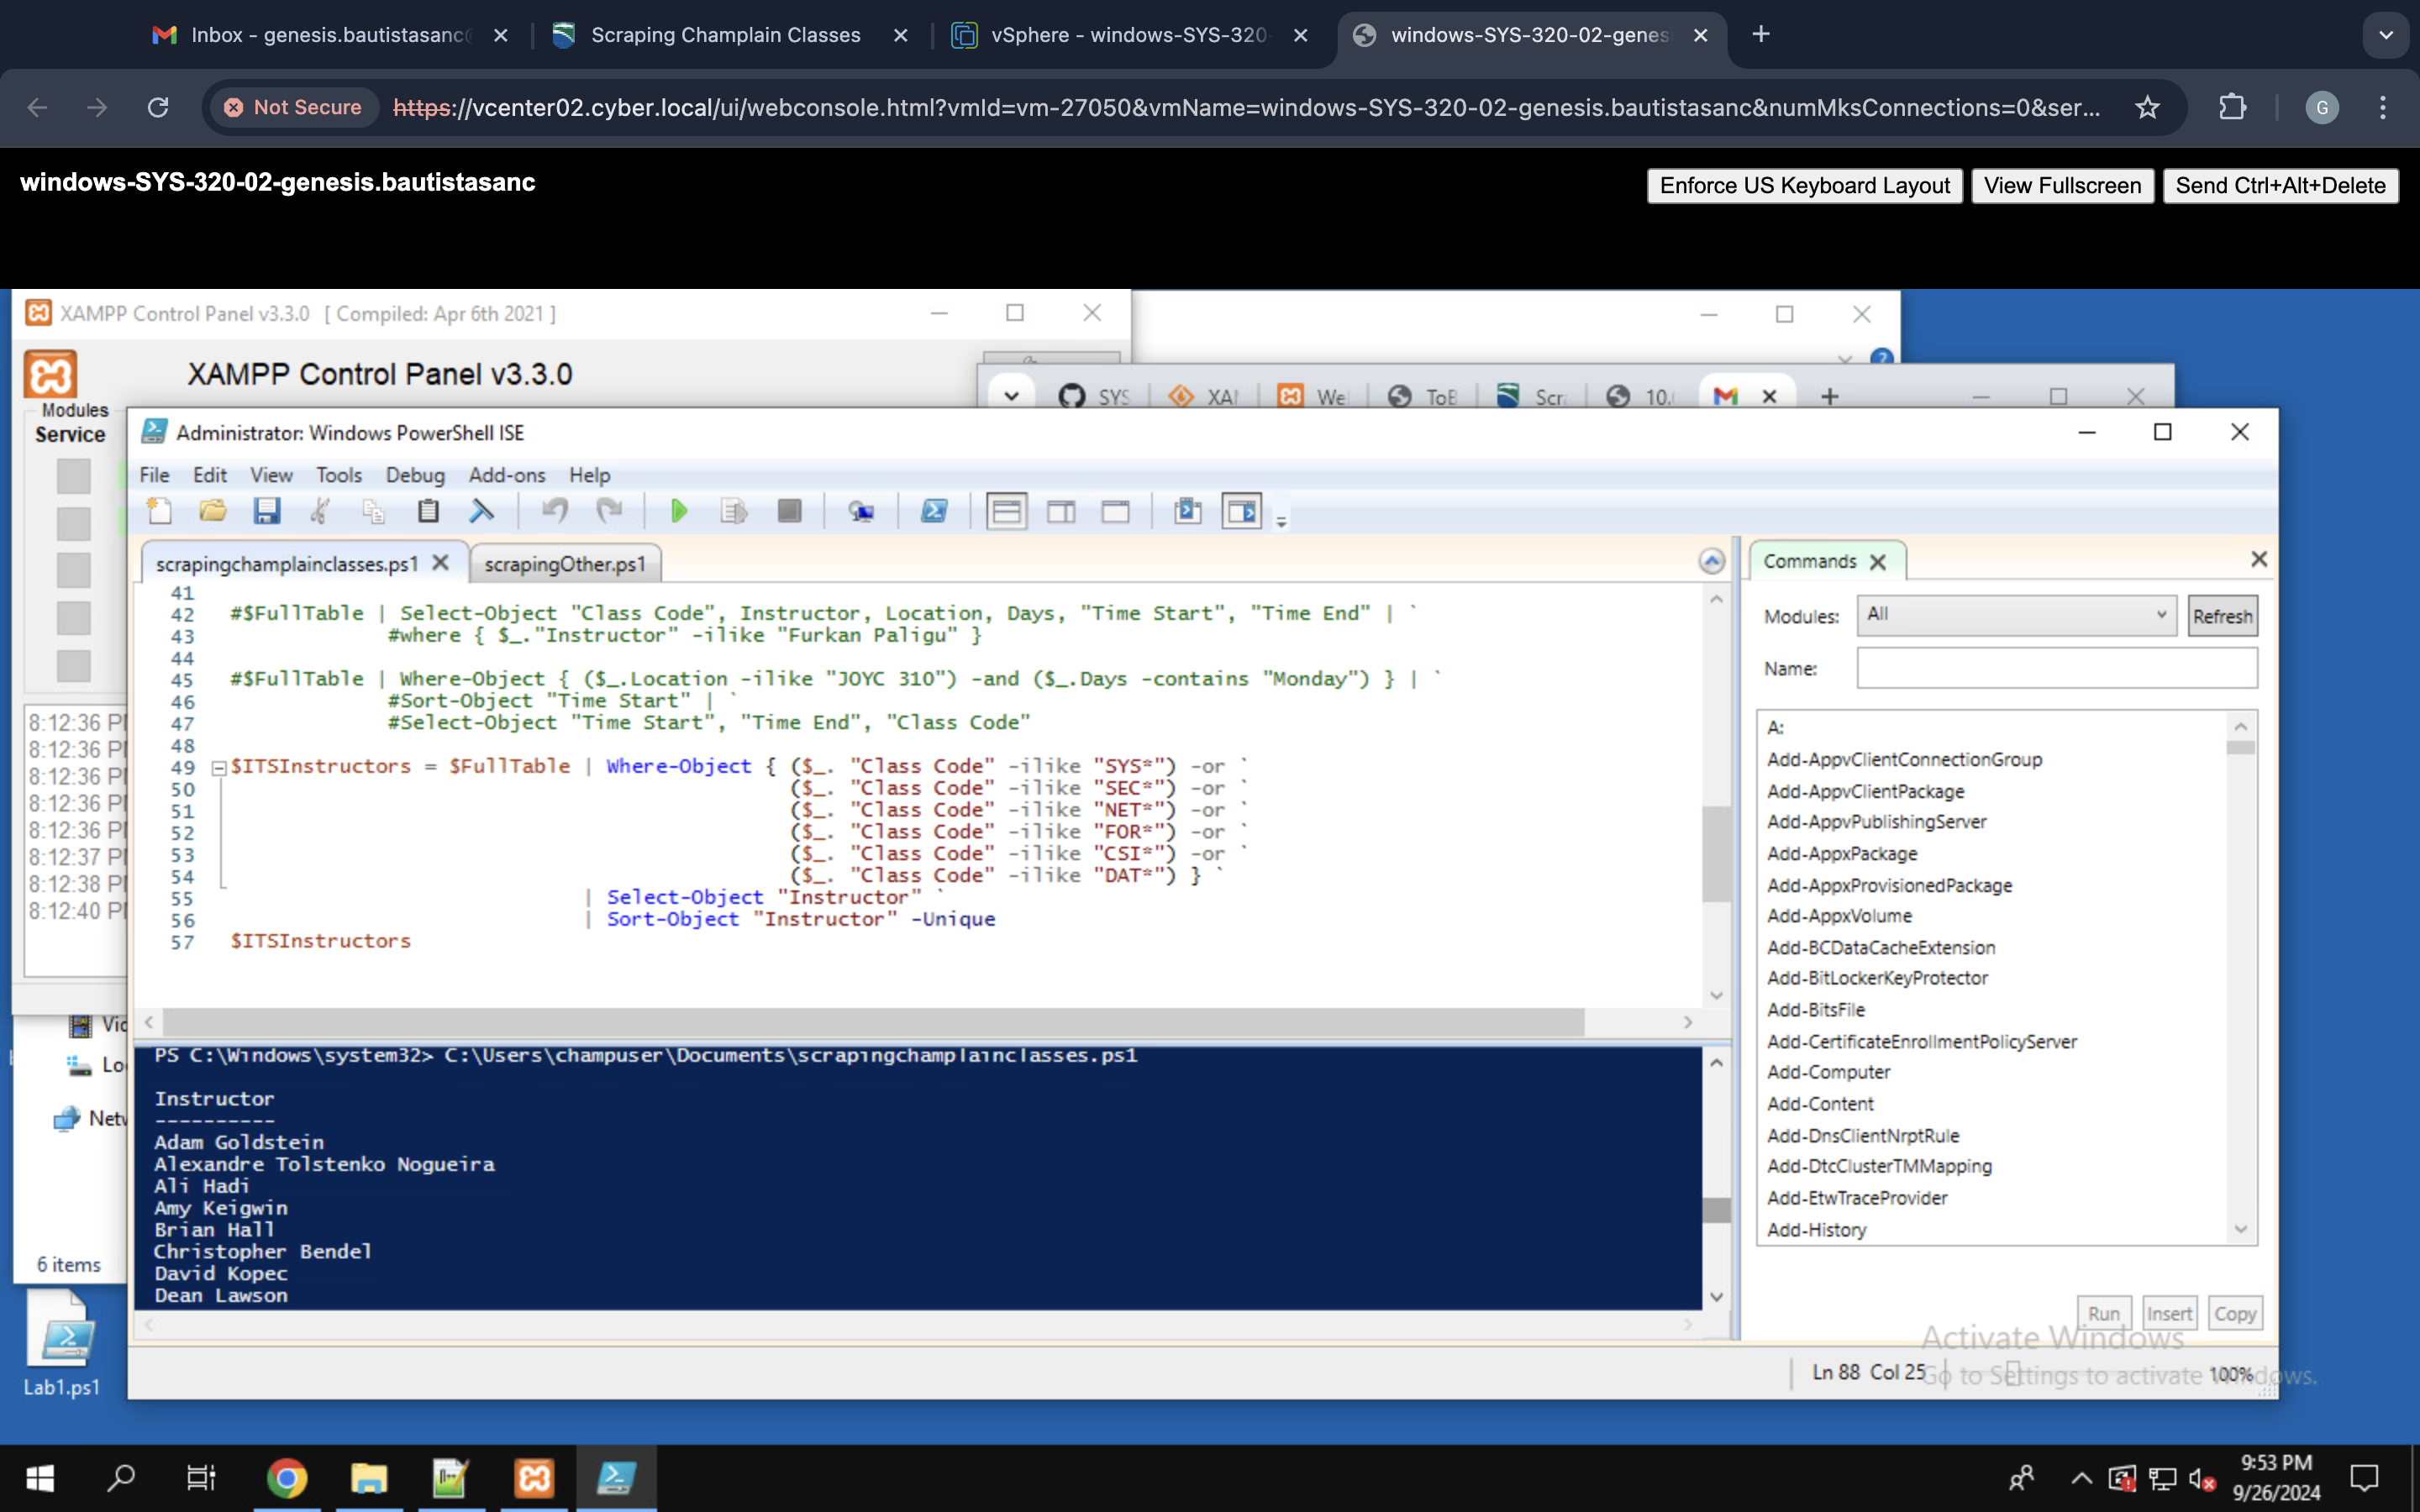 Inbox - genesis.bautistasanc
Scraping Champlain Classes
vSphere - windows-SYS-320
windows-SYS-320-02-genes
Not Secure
https://vcenter02.cyber.local/ui/webconsole.html?vmId=vm-27050&vmName=windows-SYS-320-02-genesis.bautistasanc&numMksConnections=0&ser...
G
windows-SYS-320-02-genesis.bautistasanc
Enforce US Keyboard Layout
View Fullscreen
Send Ctrl+Alt+Delete
XAMPP Control Panel v3.3.0 [ Compiled: Apr 6th 2021 ]
XAMPP Control Panel v3.3.0
Modules
Service
SYS
XAI
We
ToB
Scr
10.
Administrator: Windows PowerShell ISE
File Edit View Tools Debug Add-ons Help
scrapingchamplainclasses.ps1
scrapingOther.ps1
41
42 #$FullTable | Select-Object "Class Code", Instructor, Location, Days, "Time Start", "Time End" | `
43 #where { $_."Instructor" -ilike "Furkan Paligu" }
44
45 #$FullTable | Where-Object { ($_.Location -ilike "JOYC 310") -and ($_.Days -contains "Monday") } | `
46 #Sort-Object "Time Start" | `
47 #Select-Object "Time Start", "Time End", "Class Code"
48
49 $ITSInstructors = $FullTable | Where-Object { ($_. "Class Code" -ilike "SYS*") -or `
50 ($_. "Class Code" -ilike "SEC*") -or `
51 ($_. "Class Code" -ilike "NET*") -or `
52 ($_. "Class Code" -ilike "FOR*") -or `
53 ($_. "Class Code" -ilike "CSI*") -or `
54 ($_. "Class Code" -ilike "DAT*") } `
55 | Select-Object "Instructor" `
56 | Sort-Object "Instructor" -Unique
57 $ITSInstructors
8:12:36 P
8:12:36 P
8:12:36 P
8:12:36 P
8:12:36 P
8:12:37 P
8:12:38 P
8:12:40 P
Vid
Lo
Netw
6 items
Lab1.ps1
PS C:\Windows\system32> C:\Users\champuser\Documents\scrapingchamplainclasses.ps1
Instructor
----------
Adam Goldstein
Alexandre Tolstenko Nogueira
Ali Hadi
Amy Keigwin
Brian Hall
Christopher Bendel
David Kopec
Dean Lawson
Commands
Modules: All Refresh
Name:
A:
Add-AppvClientConnectionGroup
Add-AppvClientPackage
Add-AppvPublishingServer
Add-AppxPackage
Add-AppxProvisionedPackage
Add-AppxVolume
Add-BCDataCacheExtension
Add-BitLockerKeyProtector
Add-BitsFile
Add-CertificateEnrollmentPolicyServer
Add-Computer
Add-Content
Add-DnsClientNrptRule
Add-DtcClusterTMMapping
Add-EtwTraceProvider
Add-History
Run Insert Copy
Activate Windows
Go to Settings to activate Windows.
Ln 88 Col 25
100%
9:53 PM
9/26/2024